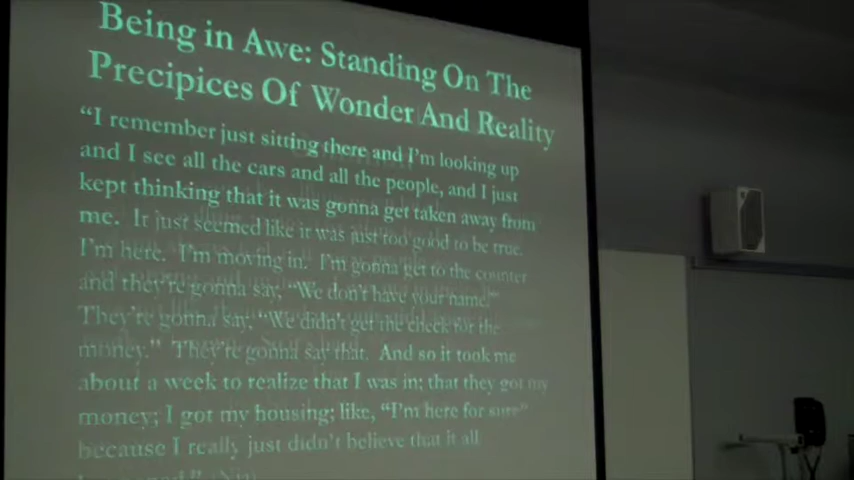 Being in Awe: Standing On The
Precipices Of Wonder And Reality
“I remember just sitting there and I’m looking up
and I see all the cars and all the people, and I just
kept thinking that it was gonna get taken away from
me.  It just seemed like it was just too good to be true.
I’m here.  I’m moving in.  I’m gonna get to the counter
and they’re gonna say, “We don’t have your name.”
They’re gonna say, “We didn’t get the check for the
money.”  They’re gonna say that.  And so it took me
about a week to realize that I was in; that they got my
money; I got my housing; like, “I’m here for sure”
because I really just didn’t believe that it all